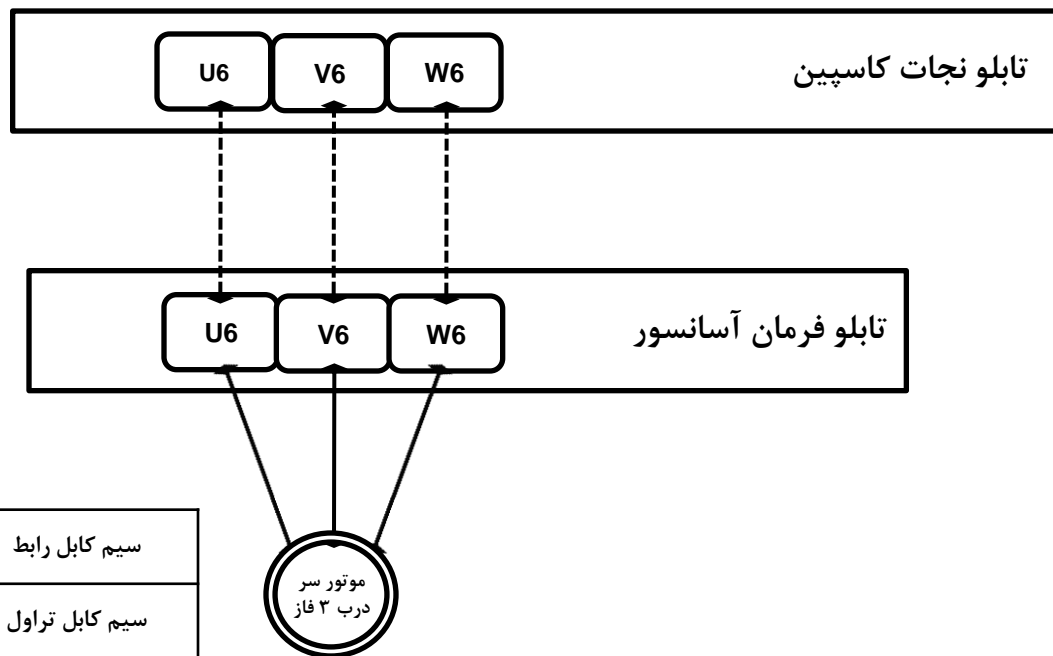 تابلو نجات کاسپین
U6 V6 W6
تابلو فرمان آسانسور
U6 V6 W6
موتور سر
درب ۳ فاز
سیم کابل رابط
سیم کابل تراول